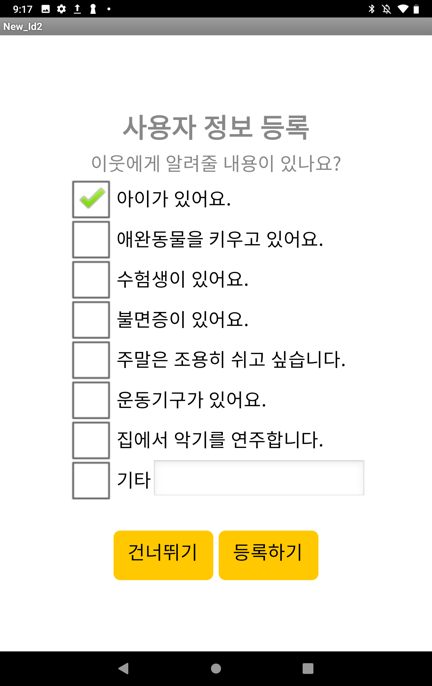 9:17
New_Id2
사용자 정보 등록
이웃에게 알려줄 내용이 있나요?
아이가 있어요.
애완동물을 키우고 있어요.
수험생이 있어요.
불면증이 있어요.
주말은 조용히 쉬고 싶습니다.
운동기구가 있어요.
집에서 악기를 연주합니다.
기타
건너뛰기 등록하기